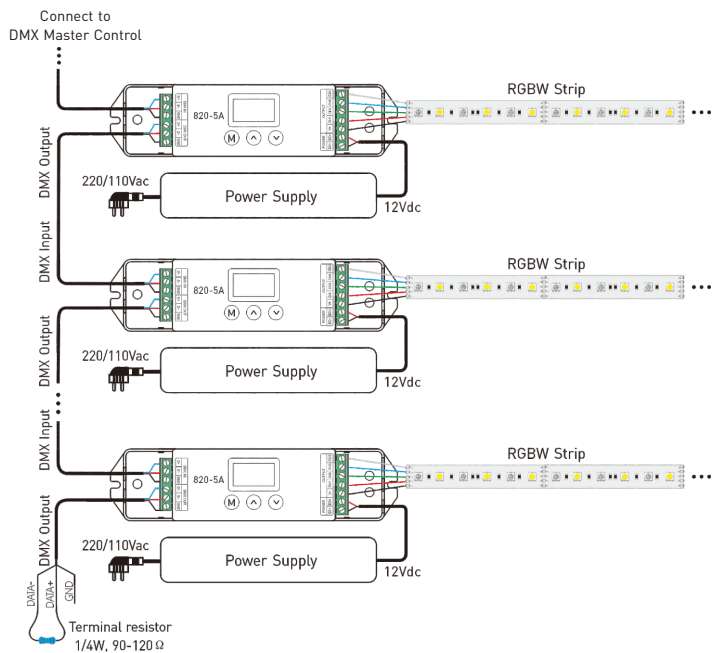 Connect to
DMX Master Control
RGBW Strip
820-5A
M
DMX Output
220/110Vac
Power Supply
12Vdc
DMX Input
RGBW Strip
820-5A
M
DMX Output
220/110Vac
Power Supply
12Vdc
DMX Input
RGBW Strip
820-5A
M
DMX Output
220/110Vac
Power Supply
12Vdc
DATA-
DATA+
GND
Terminal resistor
1/4W, 90-120 Ω